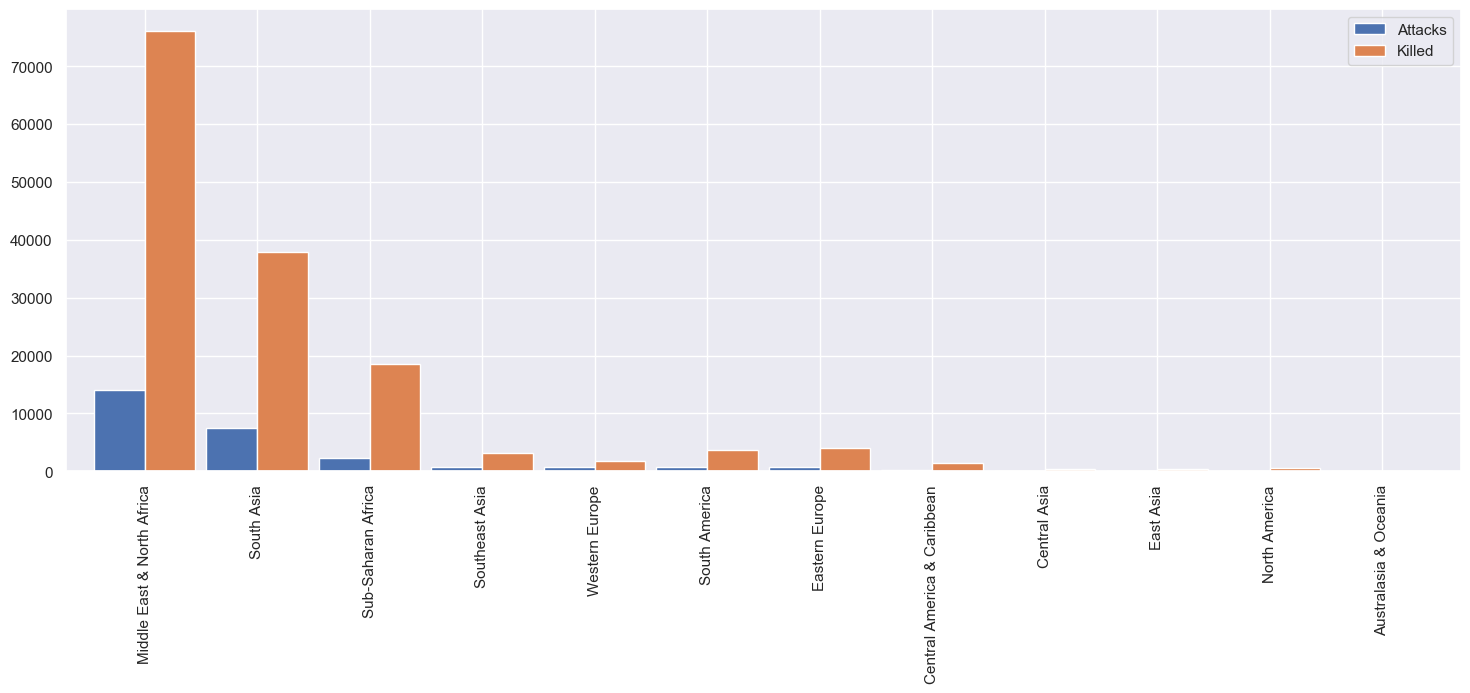 Attacks
Killed
70000
60000
50000
40000
30000
20000
10000
0
Middle East & North Africa
South Asia
Sub-Saharan Africa
Southeast Asia
Western Europe
South America
Eastern Europe
Central America & Caribbean
Central Asia
East Asia
North America
Australasia & Oceania